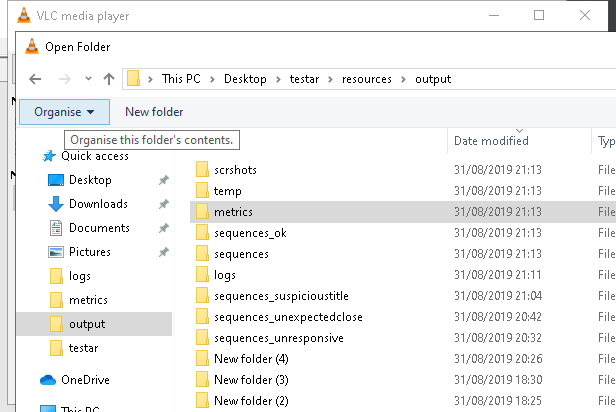 VLC media player
Open Folder
This PC > Desktop > testar > resources > output
Organise New folder
Organise this folder's contents.
Date modified Typ
Quick access
Desktop
Downloads
Documents
Pictures
logs
metrics
output
testar
OneDrive
This PC
scrshots 31/08/2019 21:13 File
temp 31/08/2019 21:13 File
metrics 31/08/2019 21:13 File
sequences_ok 31/08/2019 21:13 File
sequences 31/08/2019 21:13 File
logs 31/08/2019 21:11 File
sequences_suspicioustitle 31/08/2019 21:04 File
sequences_unexpectedclose 31/08/2019 20:42 File
sequences_unresponsive 31/08/2019 20:32 File
New folder (4) 31/08/2019 20:26 File
New folder (3) 31/08/2019 18:30 File
New folder (2) 31/08/2019 18:25 File